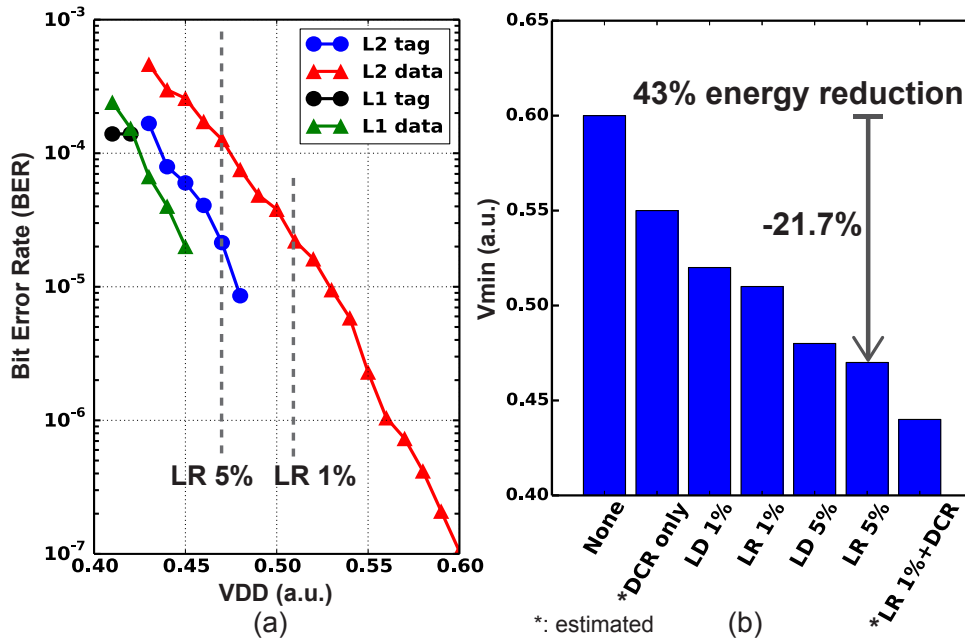 10^-3
10^-4
10^-5
10^-6
10^-7
Bit Error Rate (BER)
L2 tag
L2 data
L1 tag
L1 data
LR 5%
LR 1%
0.40
0.45
0.50
0.55
0.60
VDD (a.u.)
(a)
0.65
0.60
0.55
0.50
0.45
0.40
Vmin (a.u.)
43% energy reduction
-21.7%
None
*DCR only
LD 1%
LR 1%
LD 5%
LR 5%
*LR 1%+DCR
*: estimated
(b)